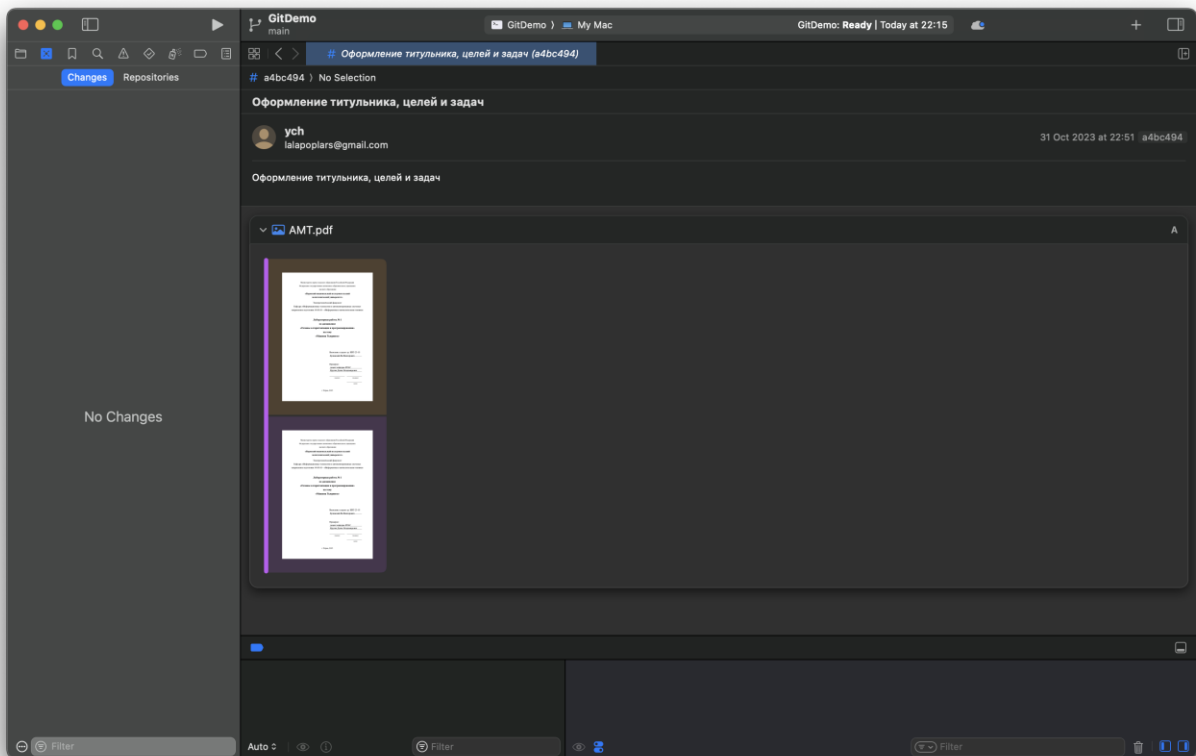 GitDemo
main
GitDemo
My Mac
GitDemo: Ready | Today at 22:15
# Оформление титульника, целей и задач (a4bc494)
Changes
Repositories
# a4bc494 ⟩ No Selection
Оформление титульника, целей и задач
ych
lalapoplars@gmail.com
31 Oct 2023 at 22:51 a4bc494
Оформление титульника, целей и задач
AMT.pdf
A
No Changes
Filter
Auto
Filter
Filter